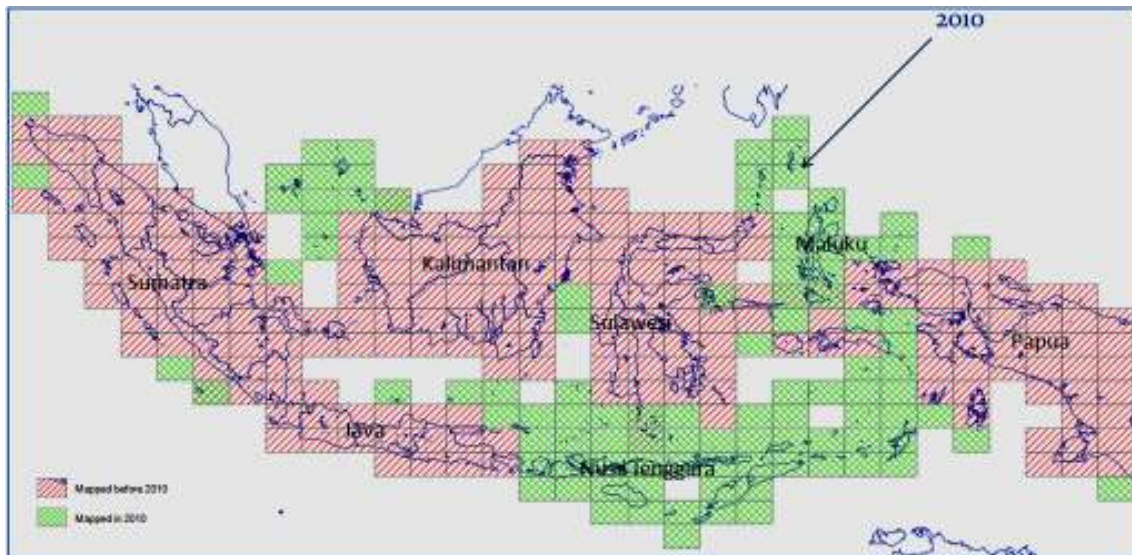 2010
Maluku
Kalimantan
Sumatra
Sulawesi
Papua
Java
Nusa Tenggara
Mapped before 2010
Mapped in 2010